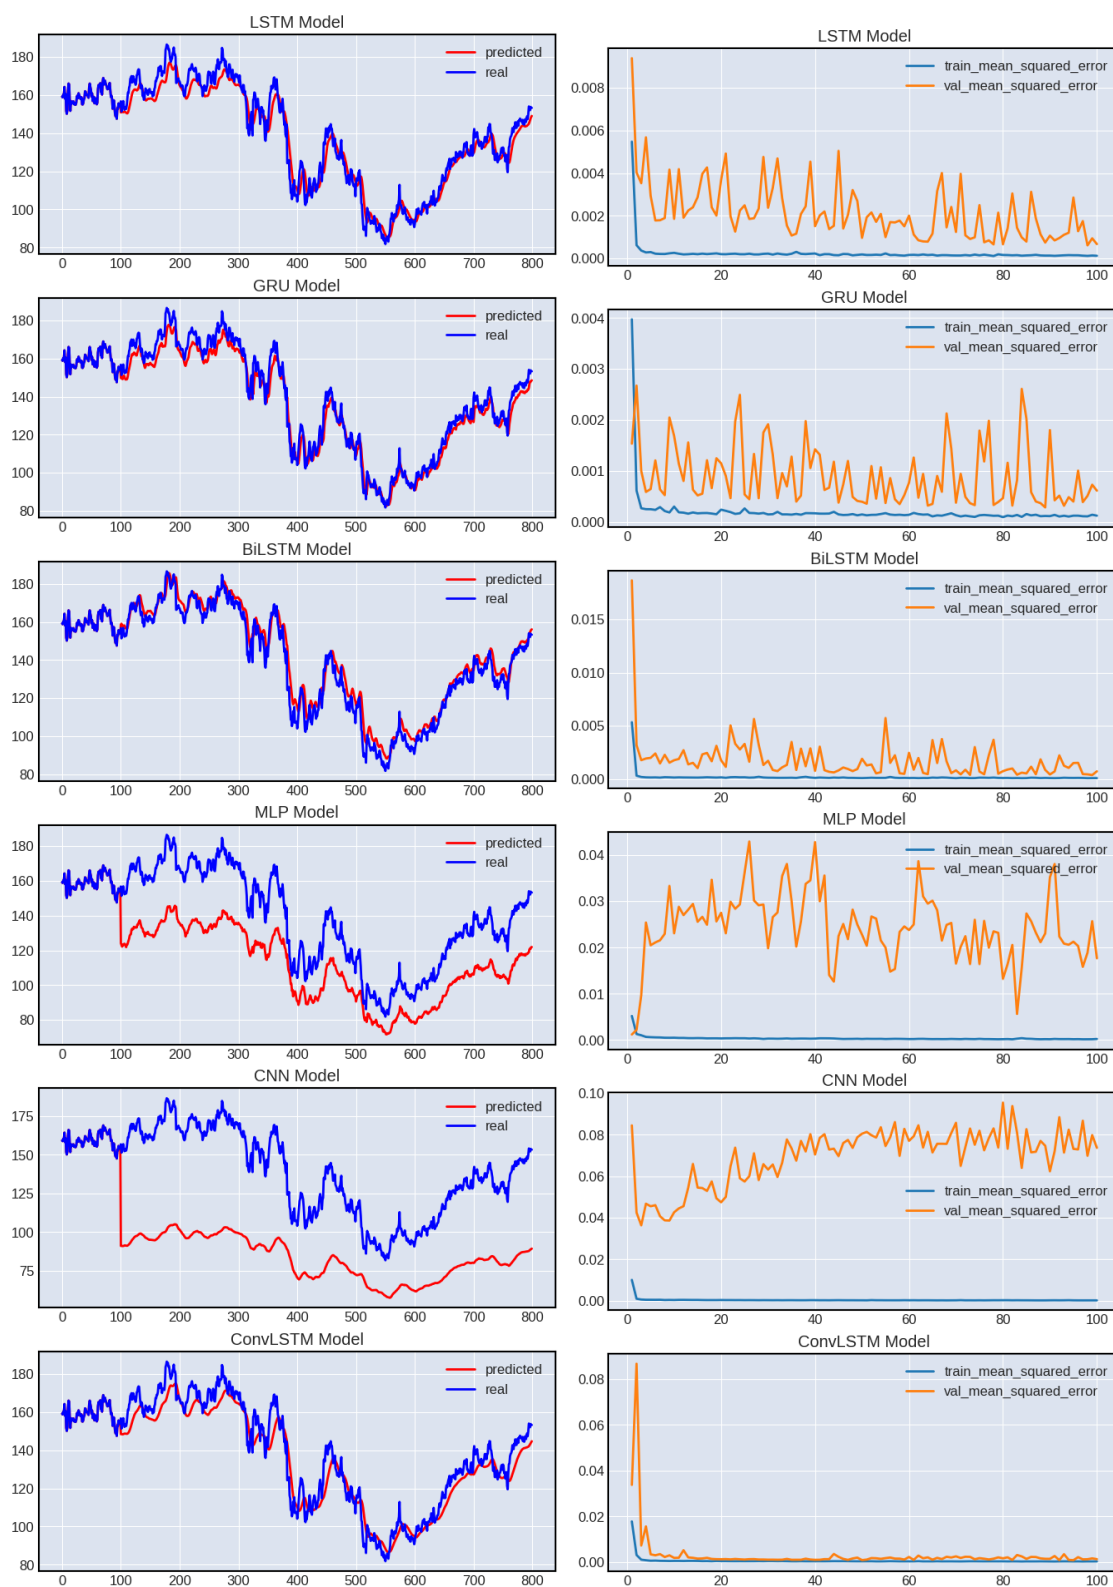 LSTM Model
predicted
real
180
160
140
120
100
80
0 100 200 300 400 500 600 700 800
LSTM Model
train_mean_squared_error
val_mean_squared_error
0.008
0.006
0.004
0.002
0.000
0 20 40 60 80 100
GRU Model
predicted
real
180
160
140
120
100
80
0 100 200 300 400 500 600 700 800
GRU Model
train_mean_squared_error
val_mean_squared_error
0.004
0.003
0.002
0.001
0.000
0 20 40 60 80 100
BiLSTM Model
predicted
real
180
160
140
120
100
80
0 100 200 300 400 500 600 700 800
BiLSTM Model
train_mean_squared_error
val_mean_squared_error
0.015
0.010
0.005
0.000
0 20 40 60 80 100
MLP Model
predicted
real
180
160
140
120
100
80
0 100 200 300 400 500 600 700 800
MLP Model
train_mean_squared_error
val_mean_squared_error
0.04
0.03
0.02
0.01
0.00
0 20 40 60 80 100
CNN Model
predicted
real
175
150
125
100
75
0 100 200 300 400 500 600 700 800
CNN Model
train_mean_squared_error
val_mean_squared_error
0.10
0.08
0.06
0.04
0.02
0.00
0 20 40 60 80 100
ConvLSTM Model
predicted
real
180
160
140
120
100
80
0 100 200 300 400 500 600 700 800
ConvLSTM Model
train_mean_squared_error
val_mean_squared_error
0.08
0.06
0.04
0.02
0.00
0 20 40 60 80 100